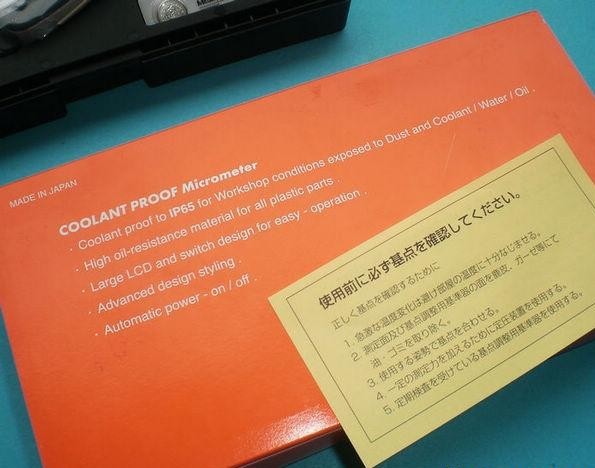 MADE IN JAPAN
COOLANT PROOF Micrometer
· Coolant proof to IP65 for Workshop conditions exposed to Dust and Coolant / Water / Oil .
· High oil-resistance material for all plastic parts .
· Large LCD and switch design for easy - operation .
· Advanced design styling .
· Automatic power - on / off .
使用前に必ず基点を確認してください。
正しく基点を確認するために
1. 急激な温度変化は避け部屋の温度に十分なじませる。
2. 測定面及び基点調整用基準器の面を鹿皮、ガーゼ等にて
油・ゴミを取り除く。
3. 使用する姿勢で基点を合わせる。
4. 一定の測定力を加えるために定圧装置を使用する。
5. 定期検査を受けている基点調整用基準器を使用する。